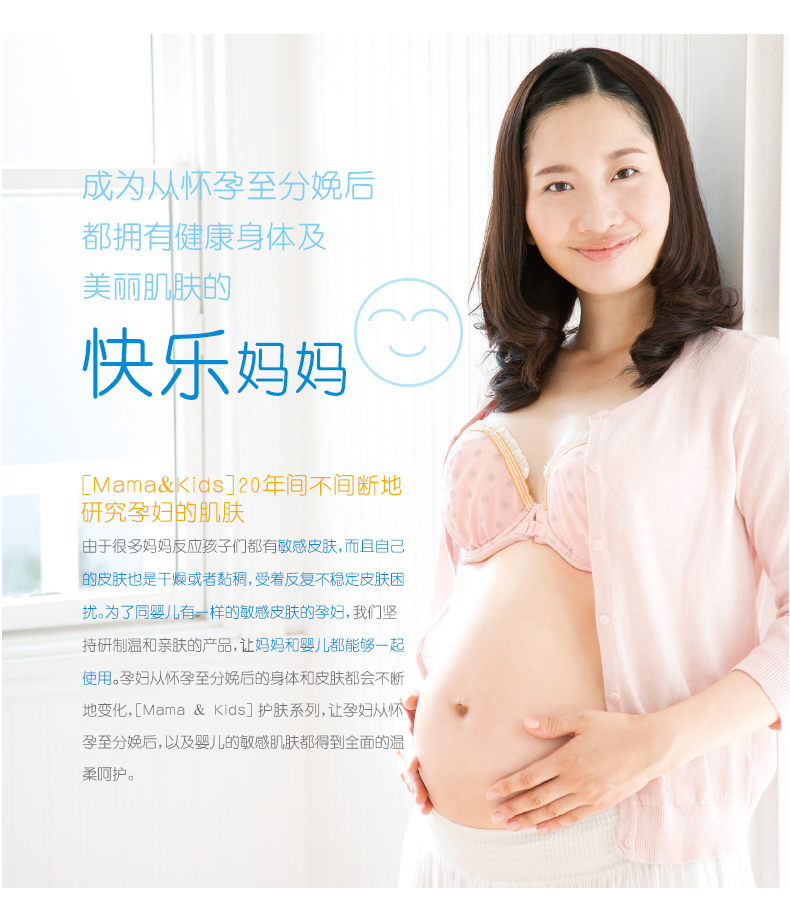 成为从怀孕至分娩后
都拥有健康身体及
美丽肌肤的
快乐妈妈
[Mama&Kids]20年间不间断地
研究孕妇的肌肤
由于很多妈妈反应孩子们都有敏感皮肤，而且自己
的皮肤也是干燥或者黏稠，受着反复不稳定皮肤困
扰。为了同婴儿有一样的敏感皮肤的孕妇，我们坚
持研制温和亲肤的产品，让妈妈和婴儿都能够一起
使用。孕妇从怀孕至分娩后的身体和皮肤都会不断
地变化，[Mama & Kids] 护肤系列，让孕妇从怀
孕至分娩后，以及婴儿的敏感肌肤都得到全面的温
柔呵护。